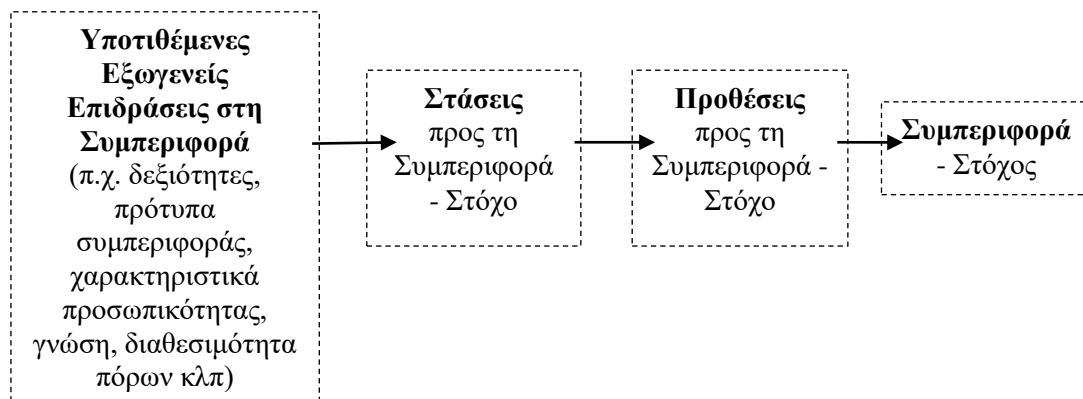 Υποτιθέμενες
Εξωγενείς
Επιδράσεις στη
Συμπεριφορά
(π.χ. δεξιότητες,
πρότυπα
συμπεριφοράς,
χαρακτηριστικά
προσωπικότητας,
γνώση, διαθεσιμότητα
πόρων κλπ)
Στάσεις
προς τη
Συμπεριφορά
- Στόχο
Προθέσεις
προς τη
Συμπεριφορά -
Στόχο
Συμπεριφορά
- Στόχος